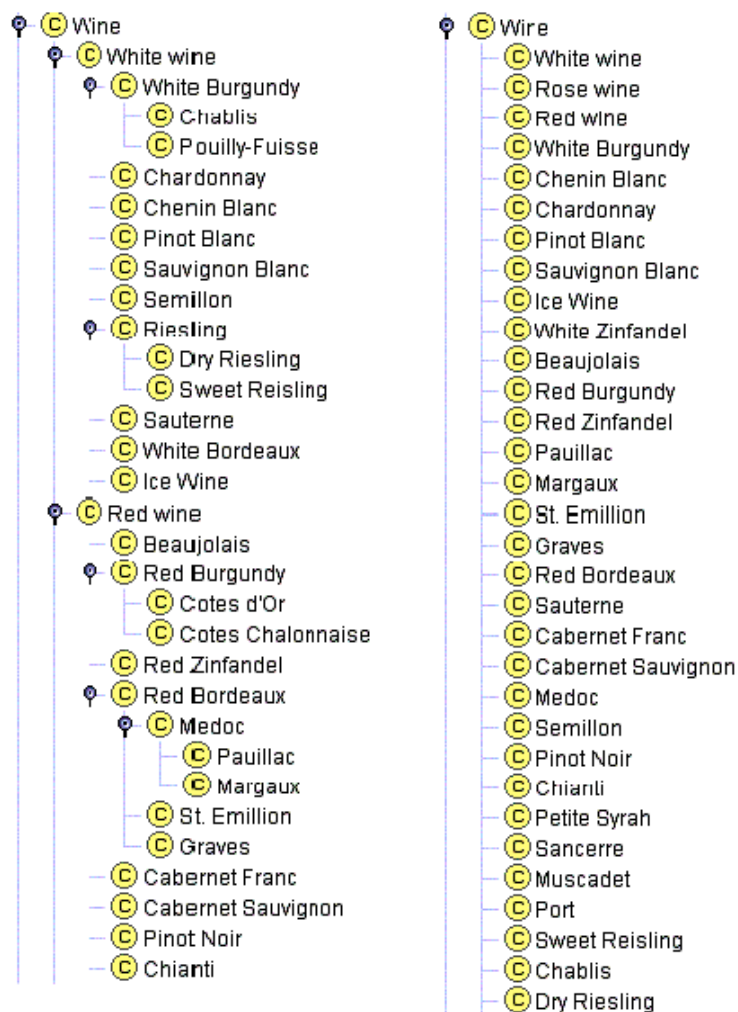 Wine
White wine
White Burgundy
Chablis
Pouilly-Fuisse
Chardonnay
Chenin Blanc
Pinot Blanc
Sauvignon Blanc
Semillon
Riesling
Dry Riesling
Sweet Reisling
Sauterne
White Bordeaux
Ice Wine
Red wine
Beaujolais
Red Burgundy
Cotes d'Or
Cotes Chalonnaise
Red Zinfandel
Red Bordeaux
Medoc
Pauillac
Margaux
St. Emillion
Graves
Cabernet Franc
Cabernet Sauvignon
Pinot Noir
Chianti
Wire
White wine
Rose wine
Red wine
White Burgundy
Chenin Blanc
Chardonnay
Pinot Blanc
Sauvignon Blanc
Ice Wine
White Zinfandel
Beaujolais
Red Burgundy
Red Zinfandel
Pauillac
Margaux
St. Emillion
Graves
Red Bordeaux
Sauterne
Cabernet Franc
Cabernet Sauvignon
Medoc
Semillon
Pinot Noir
Chianti
Petite Syrah
Sancerre
Muscadet
Port
Sweet Reisling
Chablis
Dry Riesling